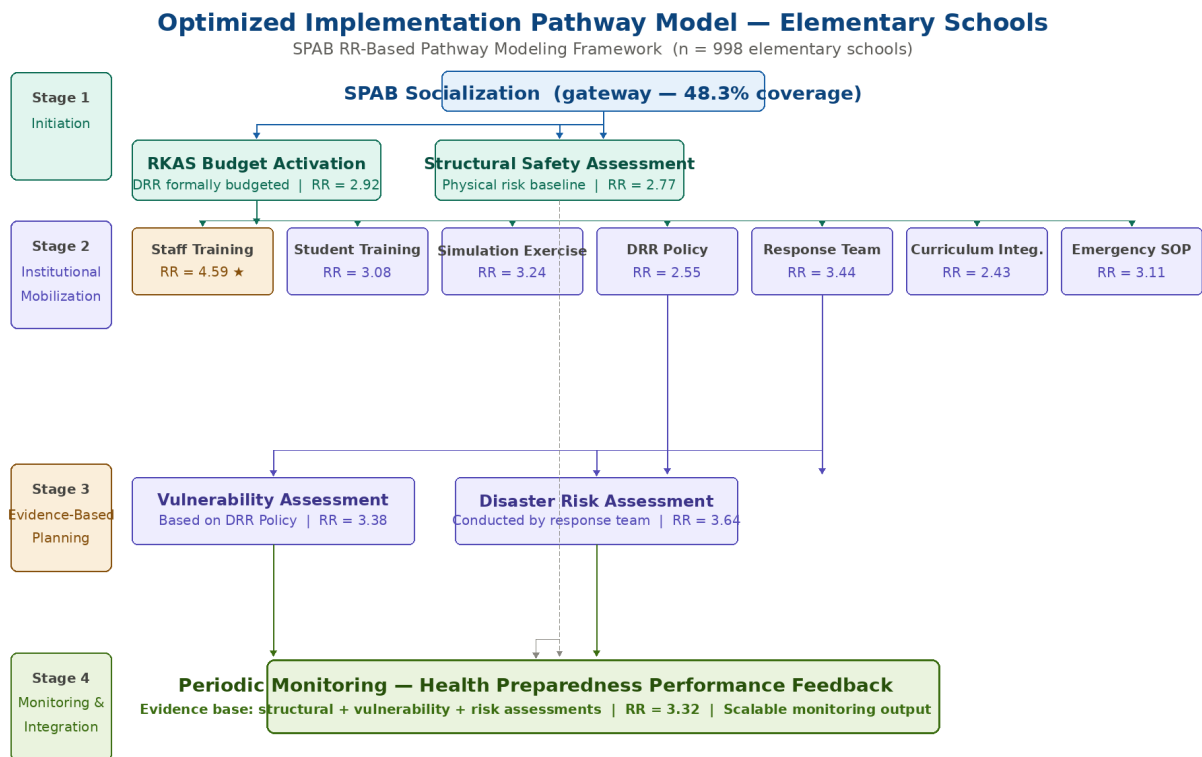 Optimized Implementation Pathway Model — Elementary Schools
SPAB RR-Based Pathway Modeling Framework (n = 998 elementary schools)
Stage 1
Initiation
SPAB Socialization (gateway — 48.3% coverage)
RKAS Budget Activation
DRR formally budgeted | RR = 2.92
Structural Safety Assessment
Physical risk baseline | RR = 2.77
Stage 2
Institutional
Mobilization
Staff Training
RR = 4.59 ★
Student Training
RR = 3.08
Simulation Exercise
RR = 3.24
DRR Policy
RR = 2.55
Response Team
RR = 3.44
Curriculum Integ.
RR = 2.43
Emergency SOP
RR = 3.11
Stage 3
Evidence-Based
Planning
Vulnerability Assessment
Based on DRR Policy | RR = 3.38
Disaster Risk Assessment
Conducted by response team | RR = 3.64
Stage 4
Monitoring &
Integration
Periodic Monitoring — Health Preparedness Performance Feedback
Evidence base: structural + vulnerability + risk assessments | RR = 3.32 | Scalable monitoring output